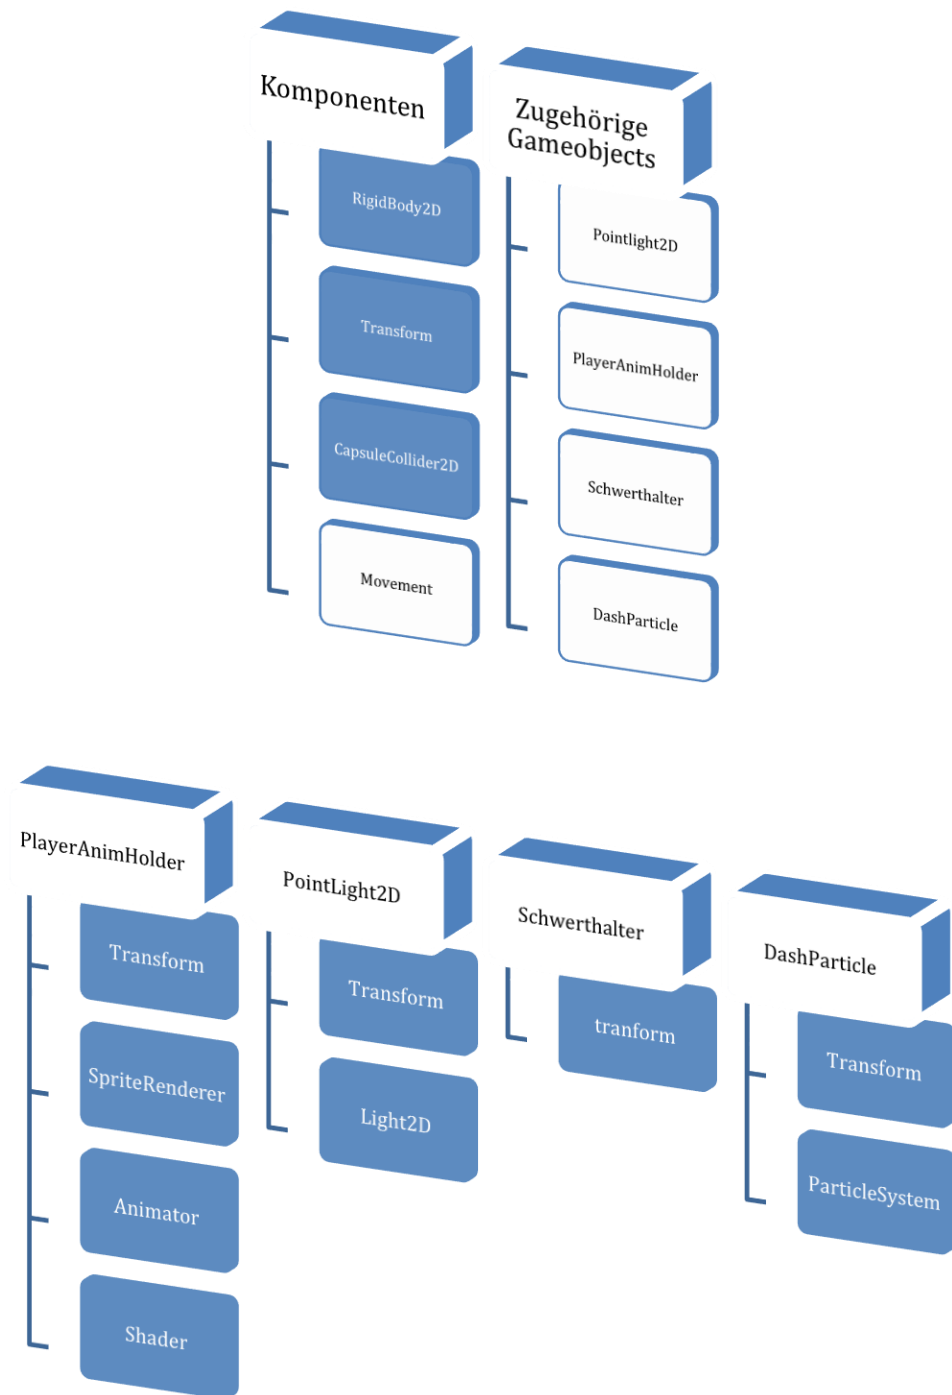 Komponenten
RigidBody2D
Transform
CapsuleCollider2D
Movement
Zugehörige
Gameobjects
Pointlight2D
PlayerAnimHolder
Schwerthalter
DashParticle
PlayerAnimHolder
Transform
SpriteRenderer
Animator
Shader
PointLight2D
Transform
Light2D
Schwerthalter
tranform
DashParticle
Transform
ParticleSystem